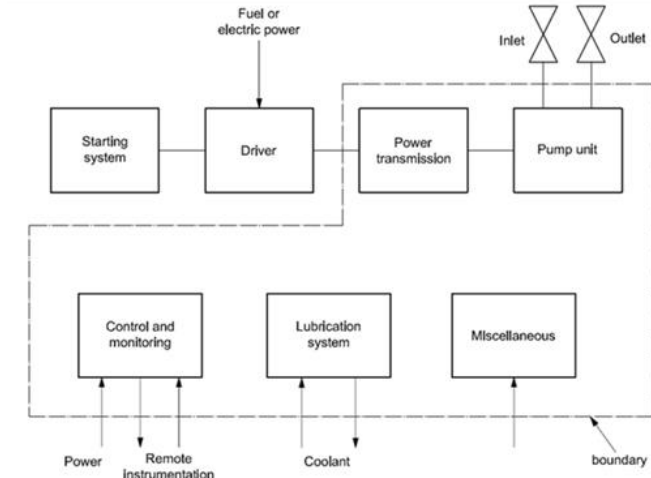 Fuel or
electric power
Inlet
Outlet
Starting
system
Driver
Power
transmission
Pump unit
Control and
monitoring
Lubrication
system
MIscellaneous
Power
Remote
instrumentation
Coolant
boundary